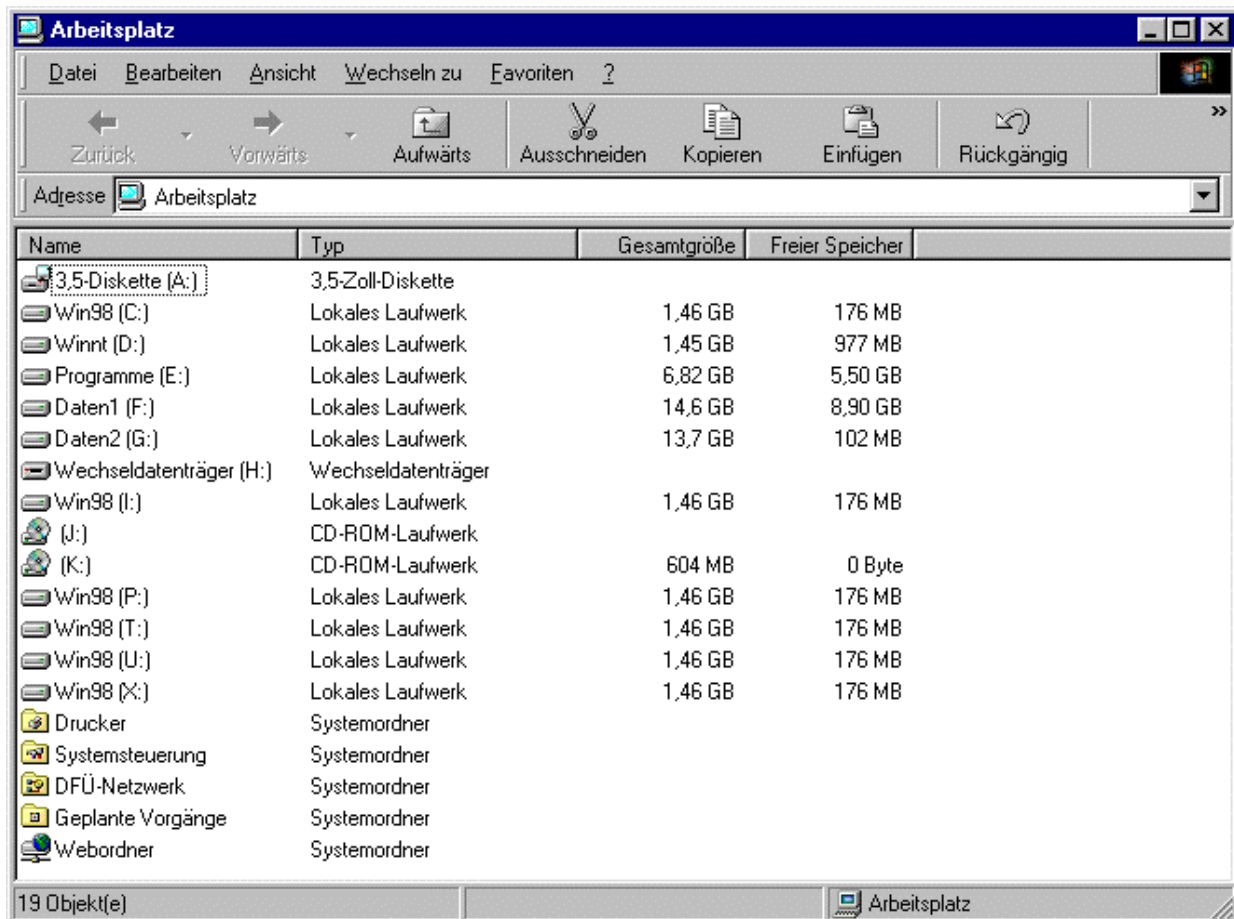 Arbeitsplatz
Datei Bearbeiten Ansicht Wechseln zu Favoriten ?
Zurück Vorwärts Aufwärts Ausschneiden Kopieren Einfügen Rückgängig »
Adresse Arbeitsplatz
Name Typ Gesamtgröße Freier Speicher
3,5-Diskette (A:) 3,5-Zoll-Diskette
Win98 (C:) Lokales Laufwerk 1,46 GB 176 MB
Winnt (D:) Lokales Laufwerk 1,45 GB 977 MB
Programme (E:) Lokales Laufwerk 6,82 GB 5,50 GB
Daten1 (F:) Lokales Laufwerk 14,6 GB 8,90 GB
Daten2 (G:) Lokales Laufwerk 13,7 GB 102 MB
Wechseldatenträger (H:) Wechseldatenträger
Win98 (I:) Lokales Laufwerk 1,46 GB 176 MB
(J:) CD-ROM-Laufwerk
(K:) CD-ROM-Laufwerk 604 MB 0 Byte
Win98 (P:) Lokales Laufwerk 1,46 GB 176 MB
Win98 (T:) Lokales Laufwerk 1,46 GB 176 MB
Win98 (U:) Lokales Laufwerk 1,46 GB 176 MB
Win98 (X:) Lokales Laufwerk 1,46 GB 176 MB
Drucker Systemordner
Systemsteuerung Systemordner
DFÜ-Netzwerk Systemordner
Geplante Vorgänge Systemordner
Webordner Systemordner
19 Objekt(e) Arbeitsplatz